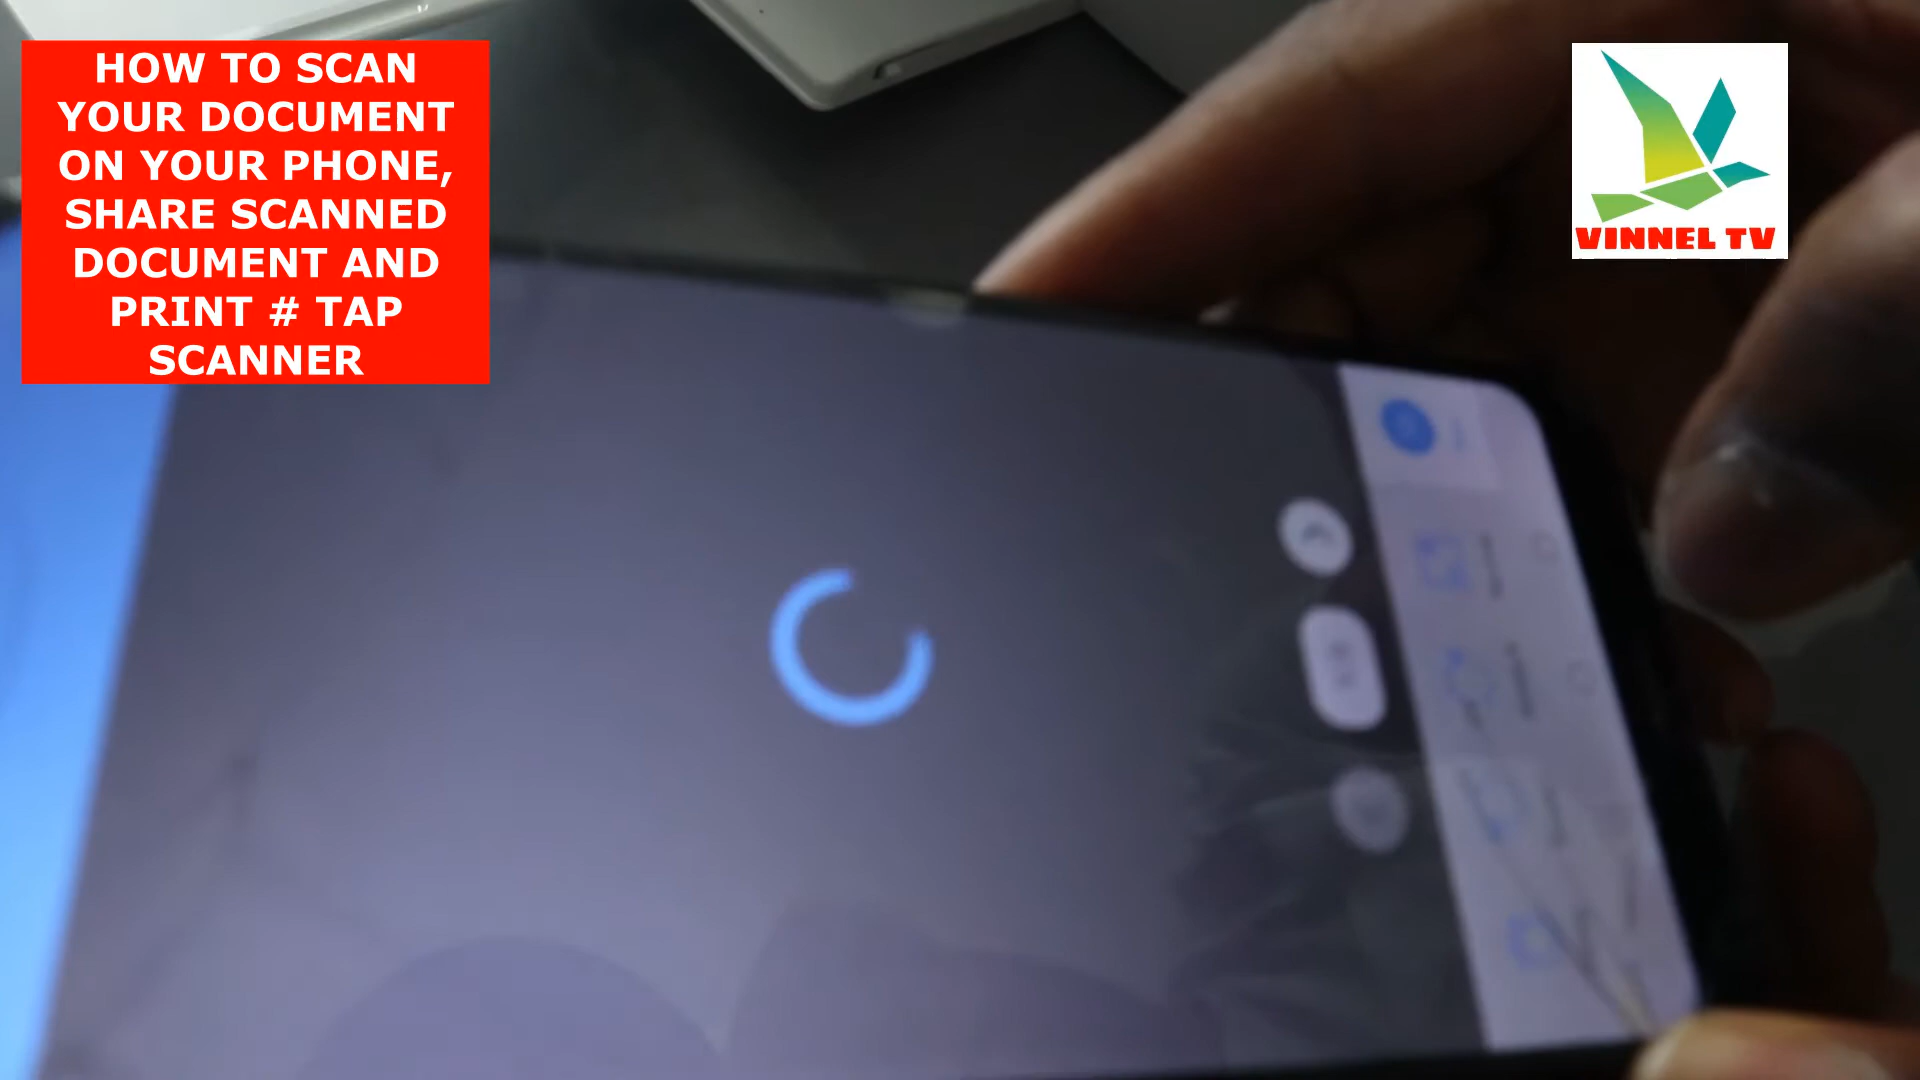 HOW TO SCAN
YOUR DOCUMENT
ON YOUR PHONE,
SHARE SCANNED
DOCUMENT AND
PRINT # TAP
SCANNER
VINNEL TV